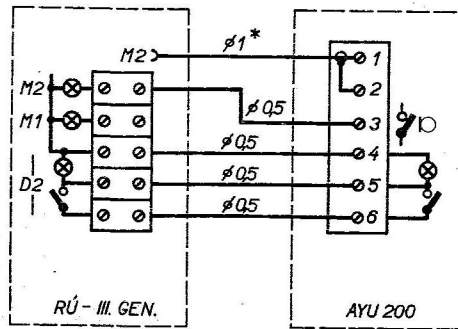 M2 ø1* 1
2
M2 ø0,5
M1 3
ø0,5 4
D2 ø0,5 5
ø0,5 6
RÚ - III. GEN. AYU 200